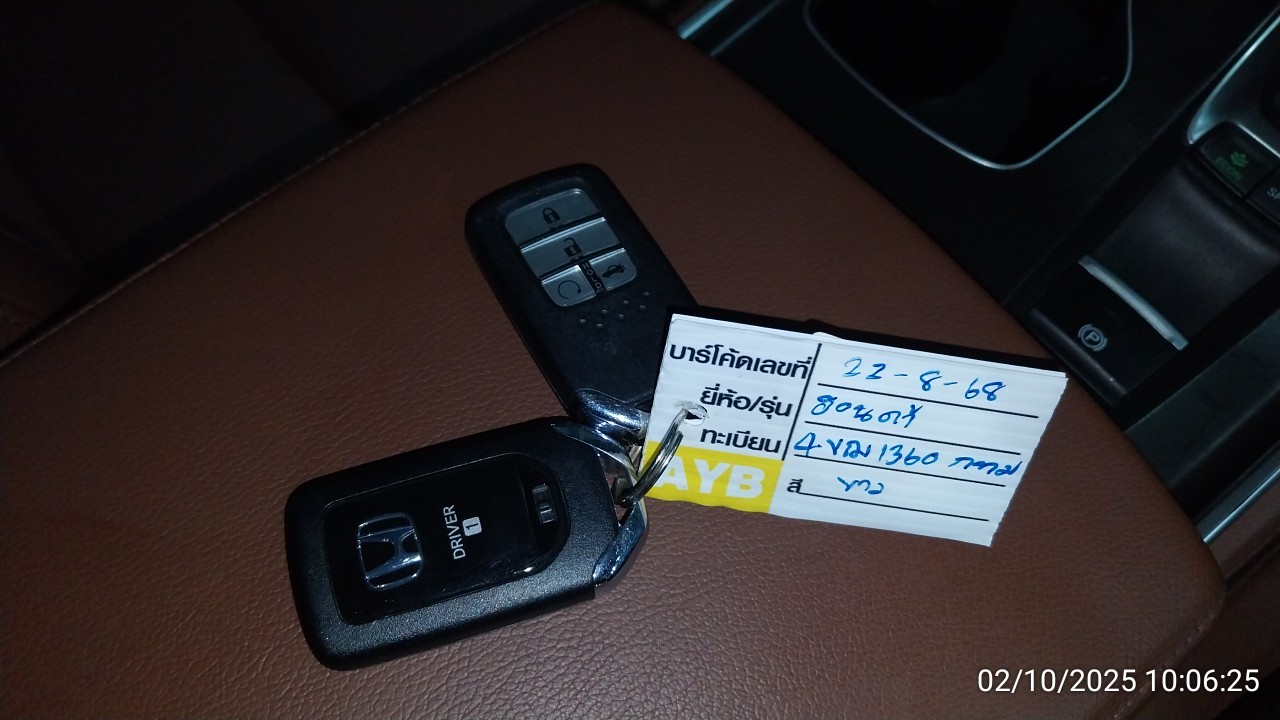 บาร์โค้ดเลขที่ 22-8-68
ยี่ห้อ/รุ่น ฮอนด้า
ทะเบียน 4ขฌ 1360 กทม
AYB สี ขาว
DRIVER 1
ECON
02/10/2025 10:06:25